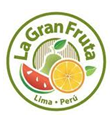 La Gran Fruta
Lima • Perú